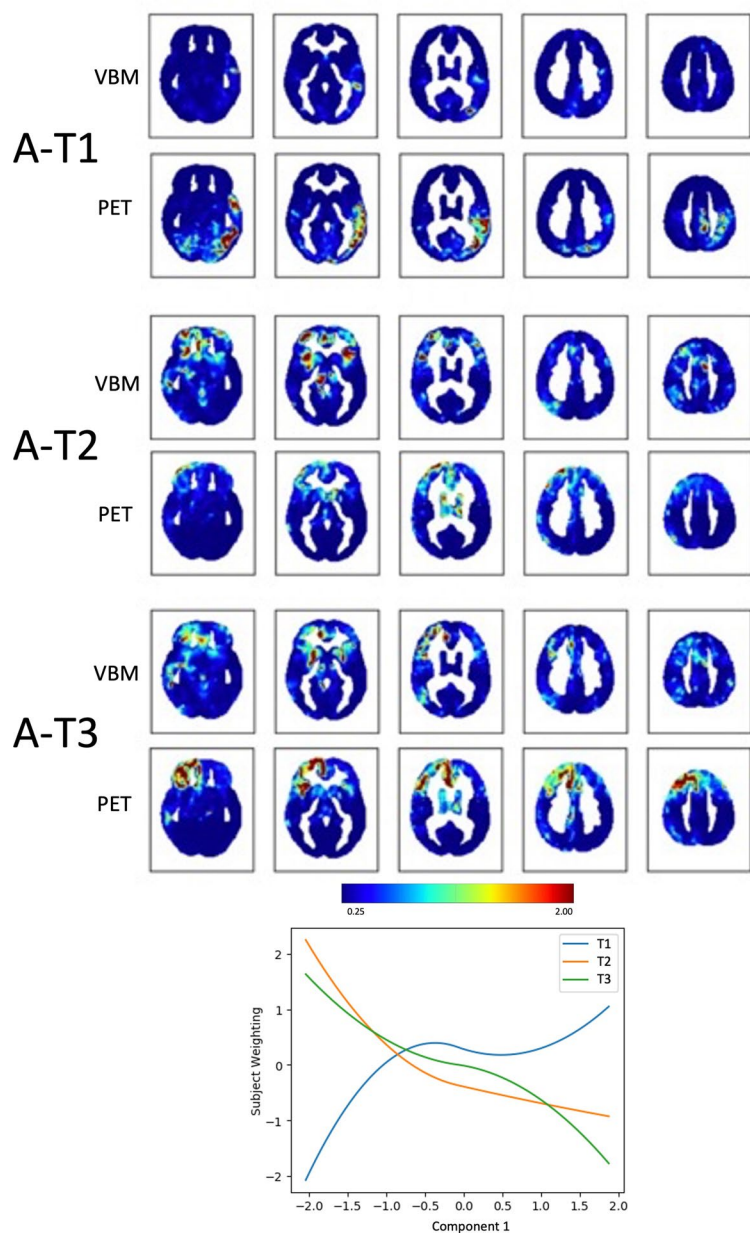 VBM
A-T1
PET
VBM
A-T2
PET
VBM
A-T3
PET
0.25 2.00
T1
T2
T3
2
1
0
−1
−2
Subject Weighting
−2.0 −1.5 −1.0 −0.5 0.0 0.5 1.0 1.5 2.0
Component 1